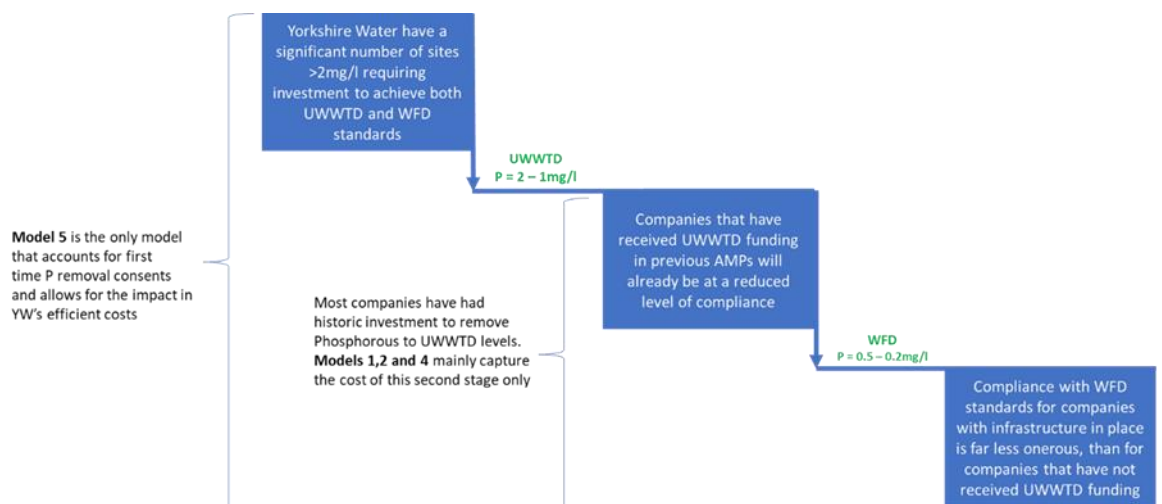 Yorkshire Water have a
significant number of sites
>2mg/l requiring
investment to achieve both
UWWTD and WFD
standards
UWWTD
P = 2 – 1mg/l
Model 5 is the only model
that accounts for first
time P removal consents
and allows for the impact in
YW's efficient costs
Companies that have
received UWWTD funding
in previous AMPs will
already be at a reduced
level of compliance
Most companies have had
historic investment to remove
Phosphorous to UWWTD levels.
Models 1,2 and 4 mainly capture
the cost of this second stage only
WFD
P = 0.5 – 0.2mg/l
Compliance with WFD
standards for companies
with infrastructure in place
is far less onerous, than for
companies that have not
received UWWTD funding